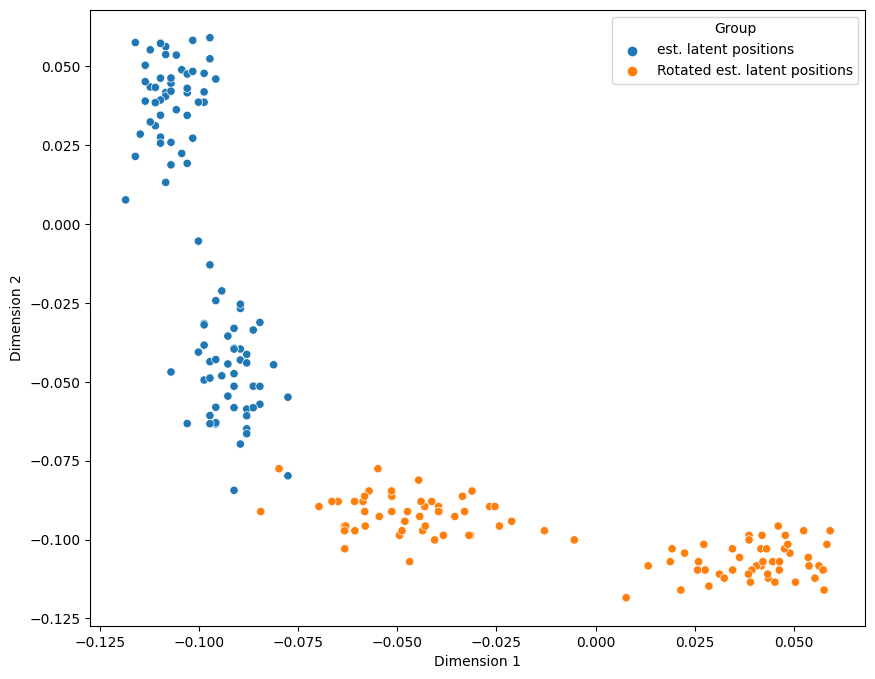 Group
est. latent positions
Rotated est. latent positions
0.050
0.025
0.000
−0.025
−0.050
−0.075
−0.100
−0.125
Dimension 2
−0.125 −0.100 −0.075 −0.050 −0.025 0.000 0.025 0.050
Dimension 1